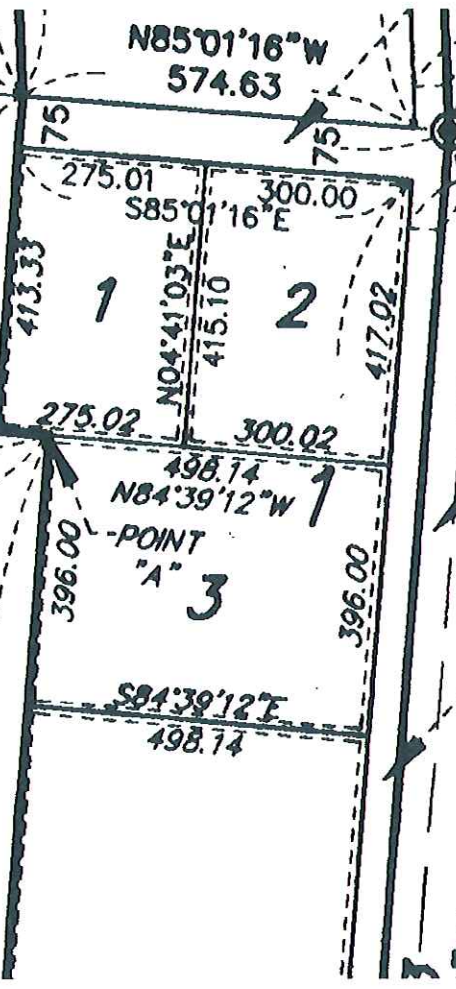 N85°01'16"W
574.63
75
75
275.01
300.00
S85°01'16"E
413.33
1
N04°41'03"E
415.10
2
417.02
275.02
300.02
498.14
N84°39'12"W
1
POINT
"A"
396.00
3
396.00
S84°39'12"E
498.14
3